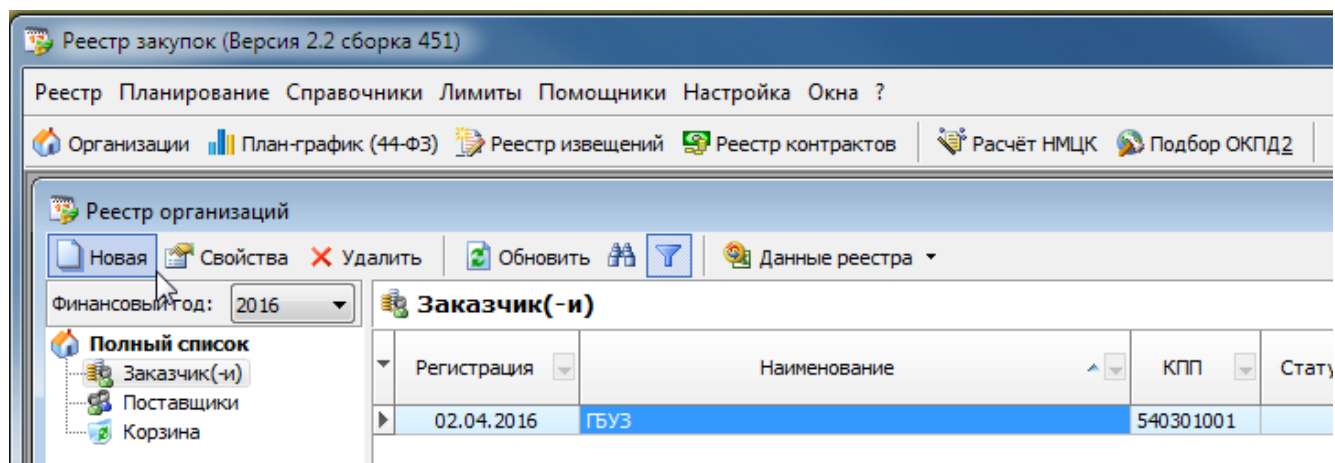 Реестр закупок (Версия 2.2 сборка 451)
Реестр Планирование Справочники Лимиты Помощники Настройка Окна ?
Организации План-график (44-ФЗ) Реестр извещений Реестр контрактов Расчёт НМЦК Подбор ОКПД2
Реестр организаций
Новая Свойства Удалить Обновить Данные реестра
Финансовый год: 2016 Заказчик(-и)
Полный список
Заказчик(-и)
Поставщики
Корзина
Регистрация Наименование КПП Стату
02.04.2016 ГБУЗ 540301001